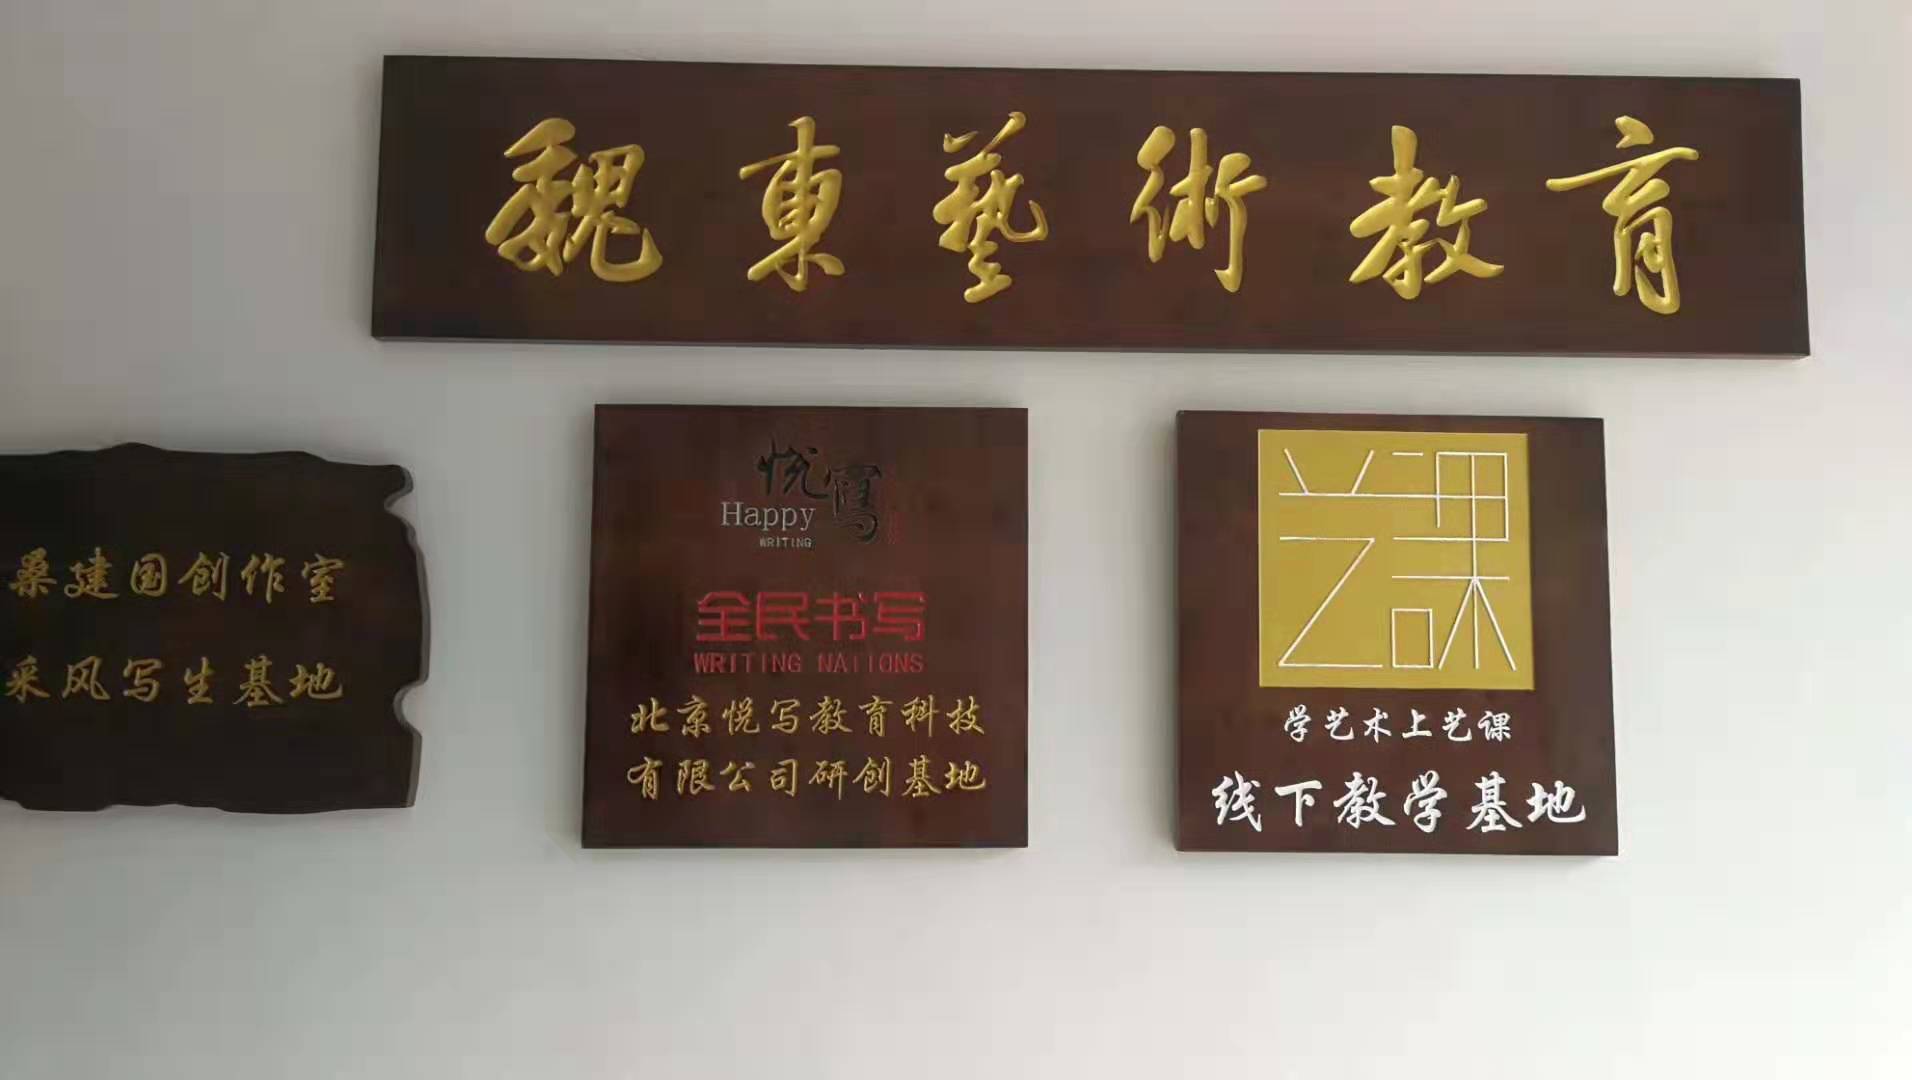 魏東藝術教育
桑建国创作室
采风写生基地
悦寫
Happy
WRITING
全民书写
WRITING NATIONS
北京悦写教育科技
有限公司研创基地
艺课
学艺术上艺课
线下教学基地